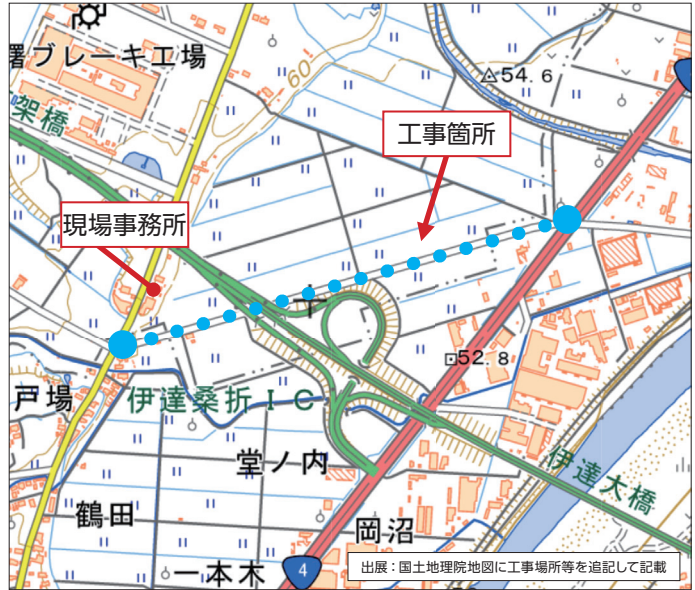 曙ブレーキ工場
60
54.6
架橋
工事箇所
現場事務所
52.8
戸場
伊達桑折IC
堂ノ内
伊達大橋
鶴田
岡沼
一本木
4
出展:国土地理院地図に工事場所等を追記して記載